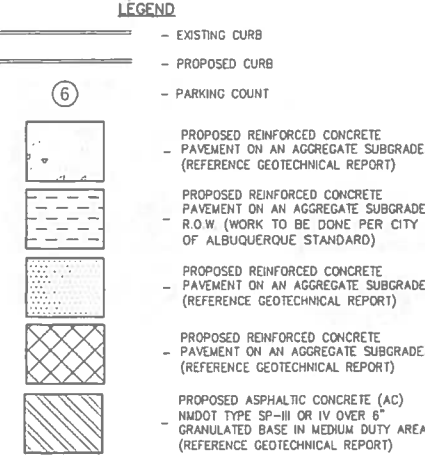 LEGEND
- EXISTING CURB
- PROPOSED CURB
6 - PARKING COUNT
PROPOSED REINFORCED CONCRETE
- PAVEMENT ON AN AGGREGATE SUBGRADE
(REFERENCE GEOTECHNICAL REPORT)
PROPOSED REINFORCED CONCRETE
PAVEMENT ON AN AGGREGATE SUBGRADE
- R.O.W. (WORK TO BE DONE PER CITY
OF ALBUQUERQUE STANDARD)
PROPOSED REINFORCED CONCRETE
- PAVEMENT ON AN AGGREGATE SUBGRADE
(REFERENCE GEOTECHNICAL REPORT)
PROPOSED REINFORCED CONCRETE
- PAVEMENT ON AN AGGREGATE SUBGRADE
(REFERENCE GEOTECHNICAL REPORT)
PROPOSED ASPHALTIC CONCRETE (AC)
NMDOT TYPE SP-III OR IV OVER 6"
- GRANULATED BASE IN MEDIUM DUTY AREA
(REFERENCE GEOTECHNICAL REPORT)